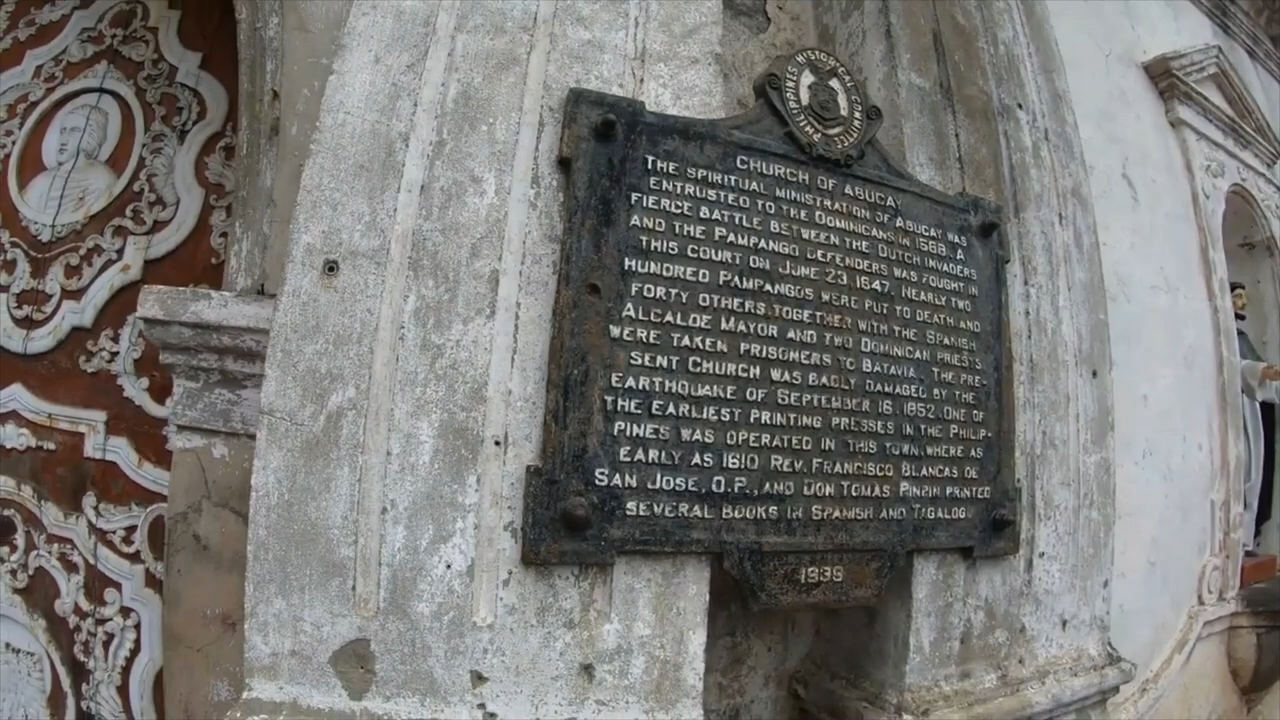 PHILIPPINES HISTORICAL COMMITTEE
CHURCH OF ABUCAY
THE SPIRITUAL MINISTRATION OF ABUCAY WAS
ENTRUSTED TO THE DOMINICANS IN 1588. A
FIERCE BATTLE BETWEEN THE DUTCH INVADERS
AND THE PAMPANGO DEFENDERS WAS FOUGHT IN
THIS COURT ON JUNE 23, 1647. NEARLY TWO
HUNDRED PAMPANGOS WERE PUT TO DEATH AND
FORTY OTHERS, TOGETHER WITH THE SPANISH
ALCALDE MAYOR AND TWO DOMINICAN PRIESTS,
WERE TAKEN PRISONERS TO BATAVIA. THE PRE-
SENT CHURCH WAS BADLY DAMAGED BY THE
EARTHQUAKE OF SEPTEMBER 16, 1852. ONE OF
THE EARLIEST PRINTING PRESSES IN THE PHILIP-
PINES WAS OPERATED IN THIS TOWN, WHERE AS
EARLY AS 1610 REV. FRANCISCO BLANCAS DE
SAN JOSE, O.P., AND DON TOMAS PINPIN PRINTED
SEVERAL BOOKS IN SPANISH AND TAGALOG.
1939